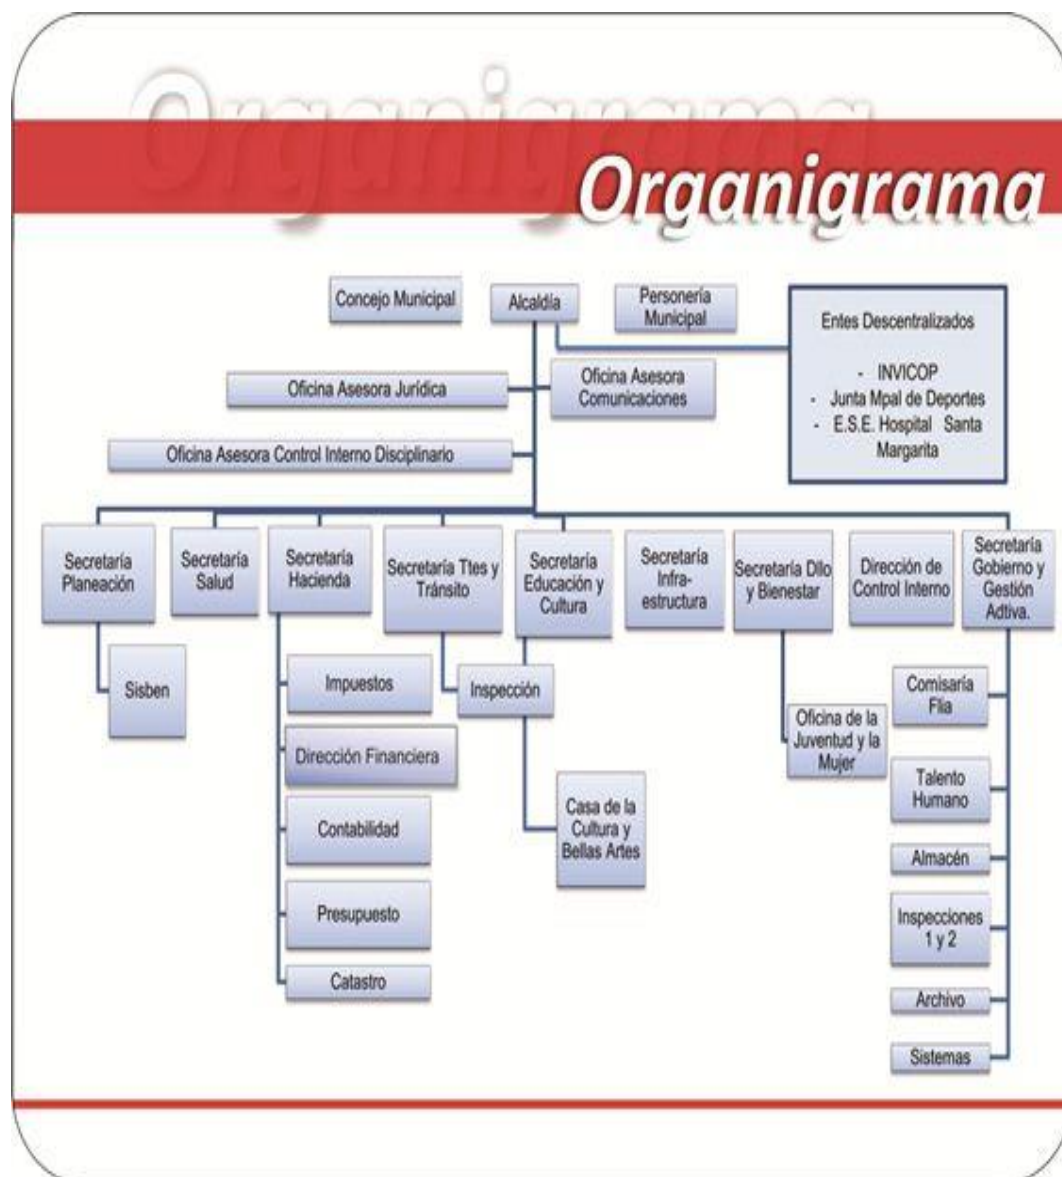 Organigrama
Organigrama
Concejo Municipal
Alcaldía
Personería
Municipal
Entes Descentralizados
- INVICOP
- Junta Mpal de Deportes
- E.S.E. Hospital Santa
Margarita
Oficina Asesora Jurídica
Oficina Asesora
Comunicaciones
Oficina Asesora Control Interno Disciplinario
Secretaría
Planeación
Secretaría
Salud
Secretaría
Hacienda
Secretaría Ttes y
Tránsito
Secretaría
Educación y
Cultura
Secretaría
Infra-
estructura
Secretaría Dllo
y Bienestar
Dirección de
Control Interno
Secretaría
Gobierno y
Gestión
Adtiva.
Sisben
Impuestos
Dirección Financiera
Contabilidad
Presupuesto
Catastro
Inspección
Casa de la
Cultura y
Bellas Artes
Oficina de la
Juventud y la
Mujer
Comisaría
Flia
Talento
Humano
Almacén
Inspecciones
1 y 2
Archivo
Sistemas